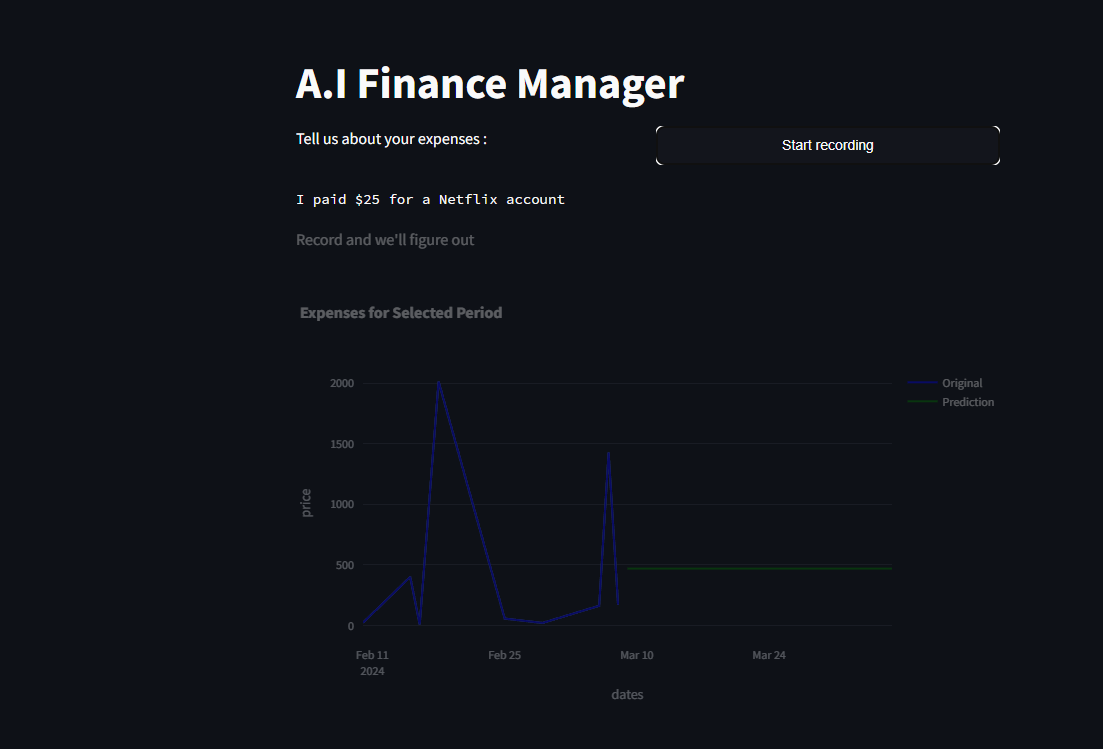 A.I Finance Manager
Tell us about your expenses :
Start recording
I paid $25 for a Netflix account
Record and we'll figure out
Expenses for Selected Period
2000
1500
1000
500
0
price
Original
Prediction
Feb 11
2024
Feb 25
Mar 10
Mar 24
dates